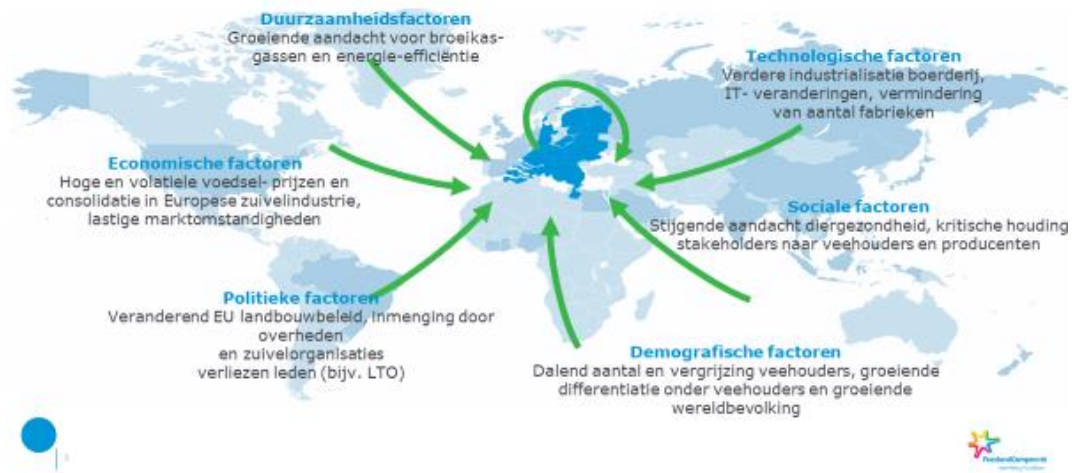 Duurzaamheidsfactoren
Groeiende aandacht voor broeikas-
gassen en energie-efficiëntie
Technologische factoren
Verdere industrialisatie boerderij,
IT- veranderingen, vermindering
van aantal fabrieken
Economische factoren
Hoge en volatiele voedsel- prijzen en
consolidatie in Europese zuivelindustrie,
lastige marktomstandigheden
Sociale factoren
Stijgende aandacht diergezondheid, kritische houding
stakeholders naar veehouders en producenten
Politieke factoren
Veranderend EU landbouwbeleid, inmenging door
overheden
en zuivelorganisaties
verliezen leden (bijv. LTO)
Demografische factoren
Dalend aantal en vergrijzing veehouders, groeiende
differentiatie onder veehouders en groeiende
wereldbevolking
FrieslandCampina